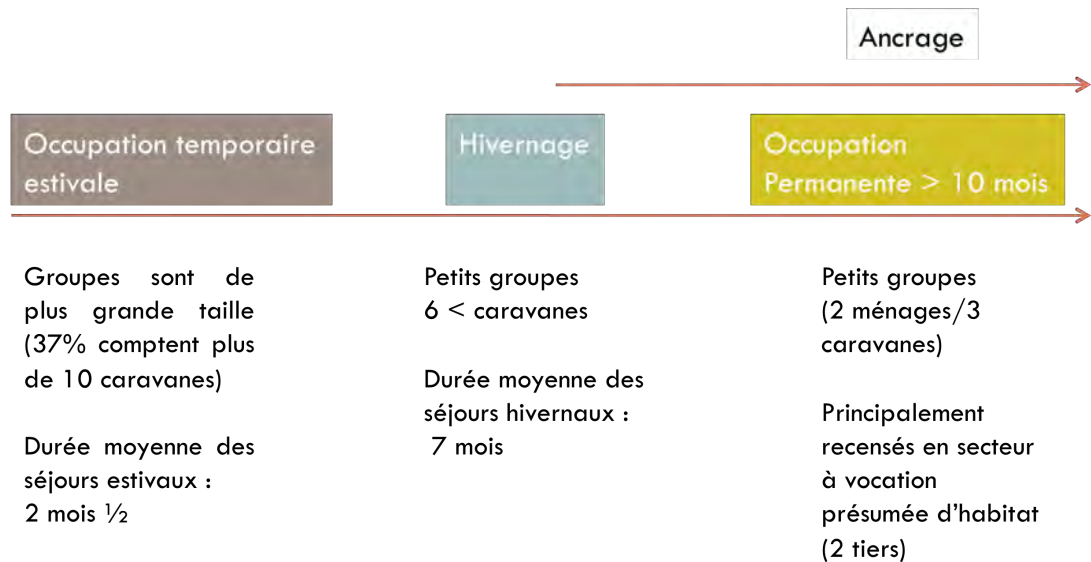 Ancrage
Occupation temporaire
estivale
Hivernage
Occupation
Permanente > 10 mois
Groupes sont de
plus grande taille
(37% comptent plus
de 10 caravanes)
Durée moyenne des
séjours estivaux :
2 mois ½
Petits groupes
6 < caravanes
Durée moyenne des
séjours hivernaux :
7 mois
Petits groupes
(2 ménages/3
caravanes)
Principalement
recensés en secteur
à vocation
présumée d'habitat
(2 tiers)